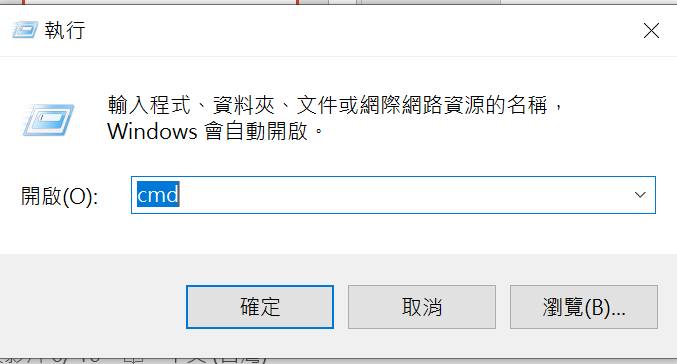 執行
輸入程式、資料夾、文件或網際網路資源的名稱，
Windows 會自動開啟。
開啟(O):
cmd
確定
取消
瀏覽(B)...